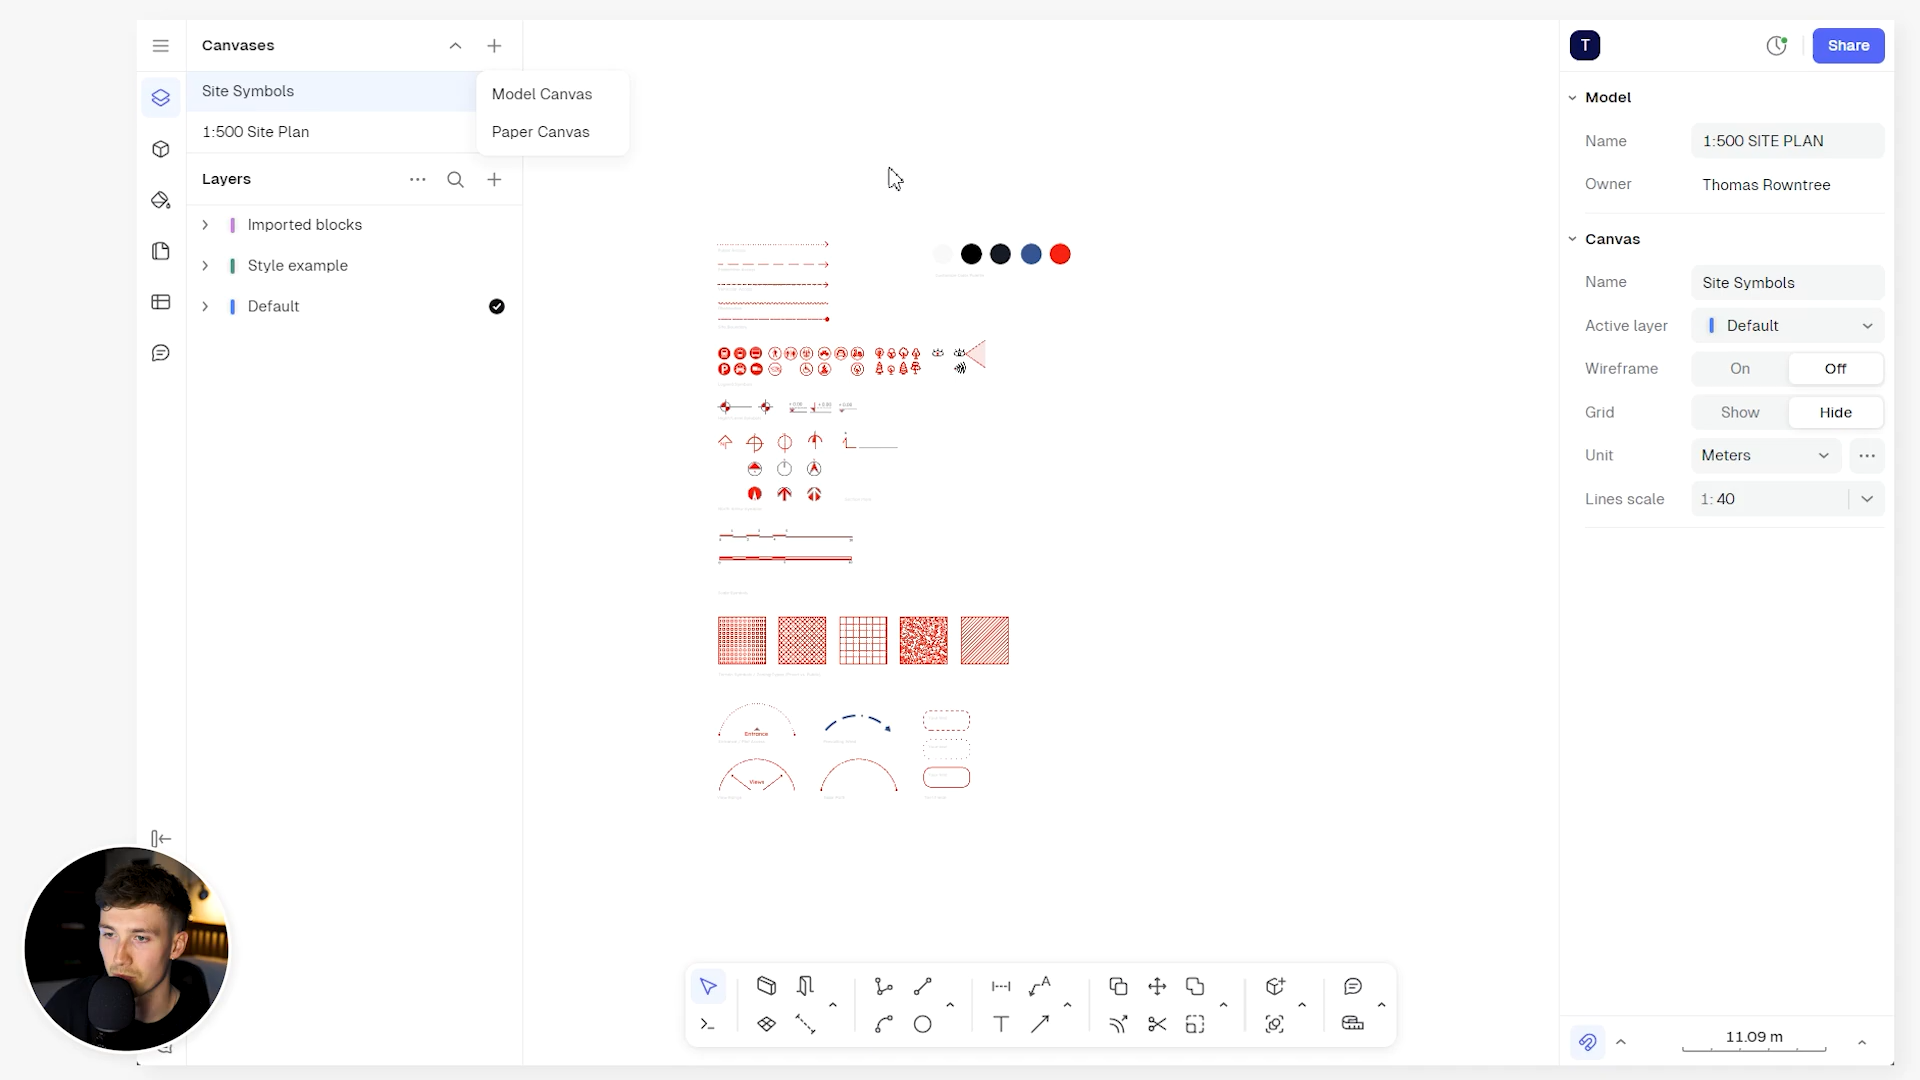 Canvases
Site Symbols
1:500 Site Plan
Model Canvas
Paper Canvas
Layers
Imported blocks
Style example
Default
Entrance
Views
T
Share
Model
Name
1:500 SITE PLAN
Owner
Thomas Rowntree
Canvas
Name
Site Symbols
Active layer
Default
Wireframe
On
Off
Grid
Show
Hide
Unit
Meters
Lines scale
1: 40
11.09 m